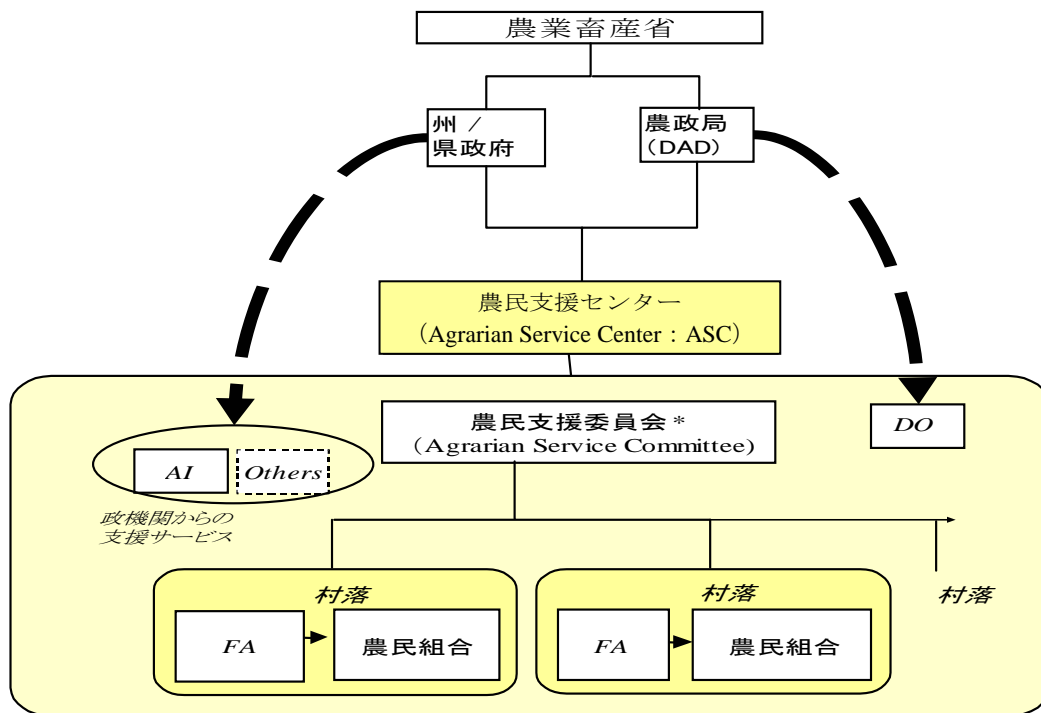 農業畜産省
州 /
県政府
農政局
(DAD)
農民支援センター
(Agrarian Service Center : ASC)
農民支援委員会*
(Agrarian Service Committee)
DO
AI
Others
政機関からの
支援サービス
村落
FA
農民組合
村落
FA
農民組合
村落